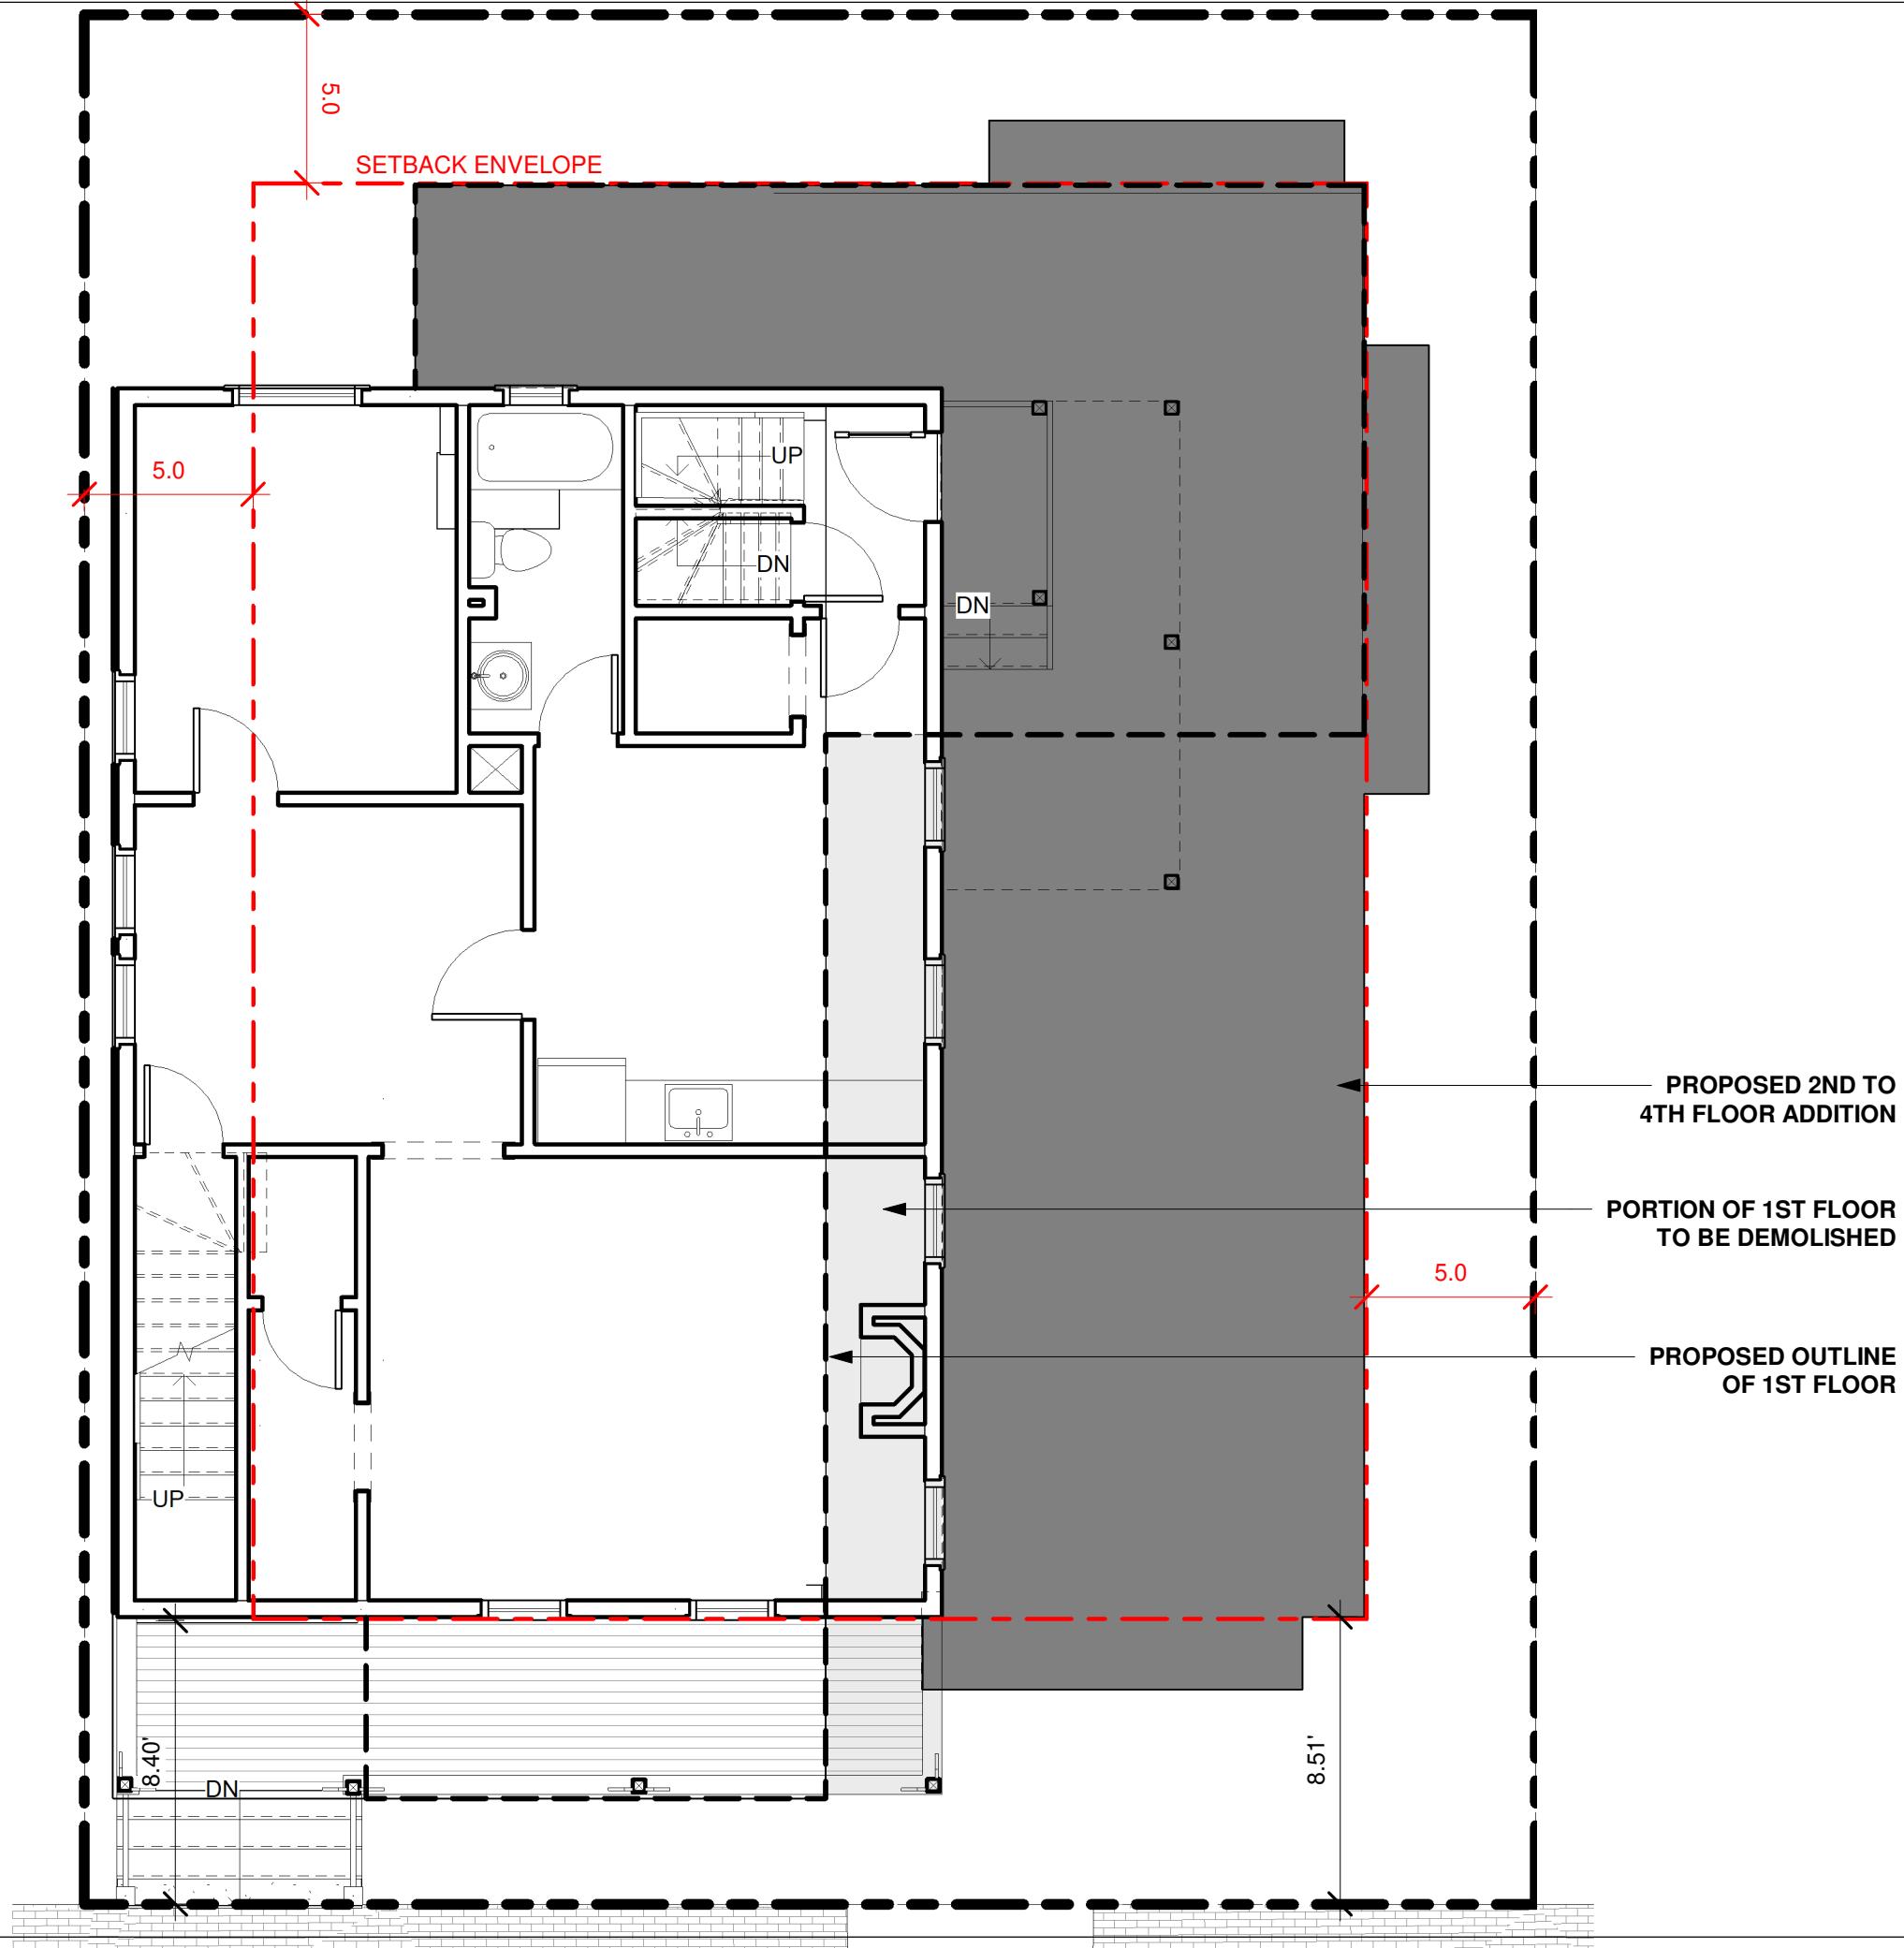 5.0
SETBACK ENVELOPE
5.0
UP
DN
DN
PROPOSED 2ND TO
4TH FLOOR ADDITION
PORTION OF 1ST FLOOR
TO BE DEMOLISHED
5.0
PROPOSED OUTLINE
OF 1ST FLOOR
UP
8.40'
DN
8.51'